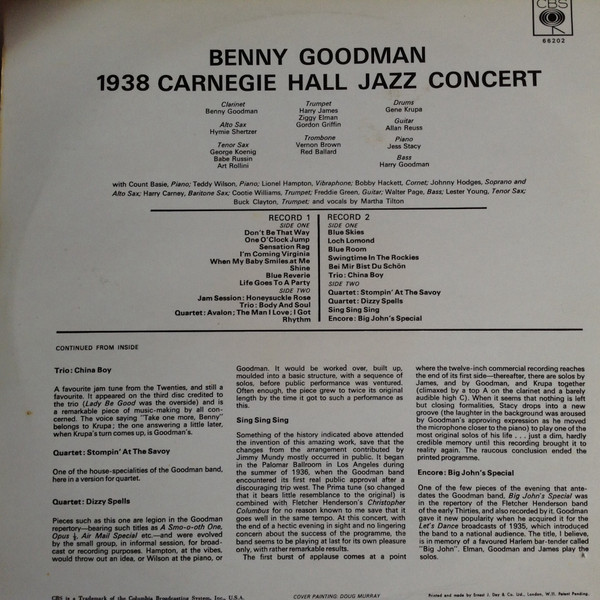 CBS
66202
BENNY GOODMAN
1938 CARNEGIE HALL JAZZ CONCERT
Clarinet
Benny Goodman
Alto Sax
Hymie Shertzer
Tenor Sax
George Koenig
Babe Russin
Art Rollini
Trumpet
Harry James
Ziggy Elman
Gordon Griffin
Trombone
Vernon Brown
Red Ballard
Drums
Gene Krupa
Guitar
Allan Reuss
Piano
Jess Stacy
Bass
Harry Goodman
with Count Basie, Piano; Teddy Wilson, Piano; Lionel Hampton, Vibraphone; Bobby Hackett, Cornet; Johnny Hodges, Soprano and
Alto Sax; Harry Carney, Baritone Sax; Cootie Williams, Trumpet; Freddie Green, Guitar; Walter Page, Bass; Lester Young, Tenor Sax;
Buck Clayton, Trumpet; and vocals by Martha Tilton
RECORD 1
SIDE ONE
Don't Be That Way
One O'Clock Jump
Sensation Rag
I'm Coming Virginia
When My Baby Smiles at Me
Shine
Blue Reverie
Life Goes To A Party
SIDE TWO
Jam Session: Honeysuckle Rose
Trio: Body And Soul
Quartet: Avalon; The Man I Love; I Got
Rhythm
RECORD 2
SIDE ONE
Blue Skies
Loch Lomond
Blue Room
Swingtime In The Rockies
Bei Mir Bist Du Schön
Trio: China Boy
SIDE TWO
Quartet: Stompin' At The Savoy
Quartet: Dizzy Spells
Sing Sing Sing
Encore: Big John's Special
CONTINUED FROM INSIDE
Trio: China Boy
A favourite jam tune from the Twenties, and still a
favourite. It appeared on the third disc credited
to the trio (Lady Be Good was the overside) and is
a remarkable piece of music-making by all con-
cerned. The voice saying "Take one more, Benny"
belongs to Krupa; the one answering a little later,
when Krupa's turn comes up, is Goodman's.
Quartet: Stompin' At The Savoy
One of the house-specialities of the Goodman band,
here in a version for quartet.
Quartet: Dizzy Spells
Pieces such as this one are legion in the Goodman
repertory—bearing such titles as A Smo-o-oth One,
Opus ½, Air Mail Special etc.—and were evolved
by the small group, in informal session, for broad-
cast or recording purposes. Hampton, at the vibes,
would throw out an idea, or Wilson at the piano, or
Goodman. It would be worked over, built up,
moulded into a basic structure, with a sequence of
solos, before public performance was ventured.
Often enough, the piece grew to twice its original
length by the time it got to such a performance as
this.
Sing Sing Sing
Something of the history indicated above attended
the invention of this amazing work, save that the
changes from the arrangement contributed by
Jimmy Mundy mostly occurred in public. It began
in the Palomar Ballroom in Los Angeles during
the summer of 1936, when the Goodman band
encountered its first real public approval after a
discouraging trip west. The Prima tune (so changed
that it bears little resemblance to the original) is
combined with Fletcher Henderson's Christopher
Columbus for no reason known to me save that it
goes well in the same tempo. At this concert, with
the end of a hectic evening in sight and no lingering
concern about the success of the programme, the
band seems to be playing at last for its own pleasure
only, with rather remarkable results.
The first burst of applause comes at a point
where the twelve-inch commercial recording reaches
the end of its first side—thereafter, there are solos by
James, and by Goodman, and Krupa together
(climaxed by a top A on the clarinet and a barely
audible high C). When it seems that nothing is left
but closing formalities, Stacy drops into a new
groove (the laughter in the background was aroused
by Goodman's approving expression as he moved
the microphone closer to the piano) to play one of the
most original solos of his life . . . just a dim, hardly
credible memory until this recording brought it to
reality again. The raucous conclusion ended the
printed programme.
Encore: Big John's Special
One of the few pieces of the evening that ante-
dates the Goodman band, Big John's Special was
in the repertory of the Fletcher Henderson band
of the early Thirties, and also recorded by it. Goodman
gave it new popularity when he acquired it for the
Let's Dance broadcasts of 1935, which introduced
the band to a national audience. The title, I believe,
is in memory of a favoured Harlem bar-tender called
"Big John". Elman, Goodman and James play the
solos.
CBS is a Trademark of the Columbia Broadcasting System, Inc., U.S.A.
COVER PAINTING: DOUG MURRAY
Printed and made by Ernest J. Day & Co. Ltd., London, W.H. Patent Pending.